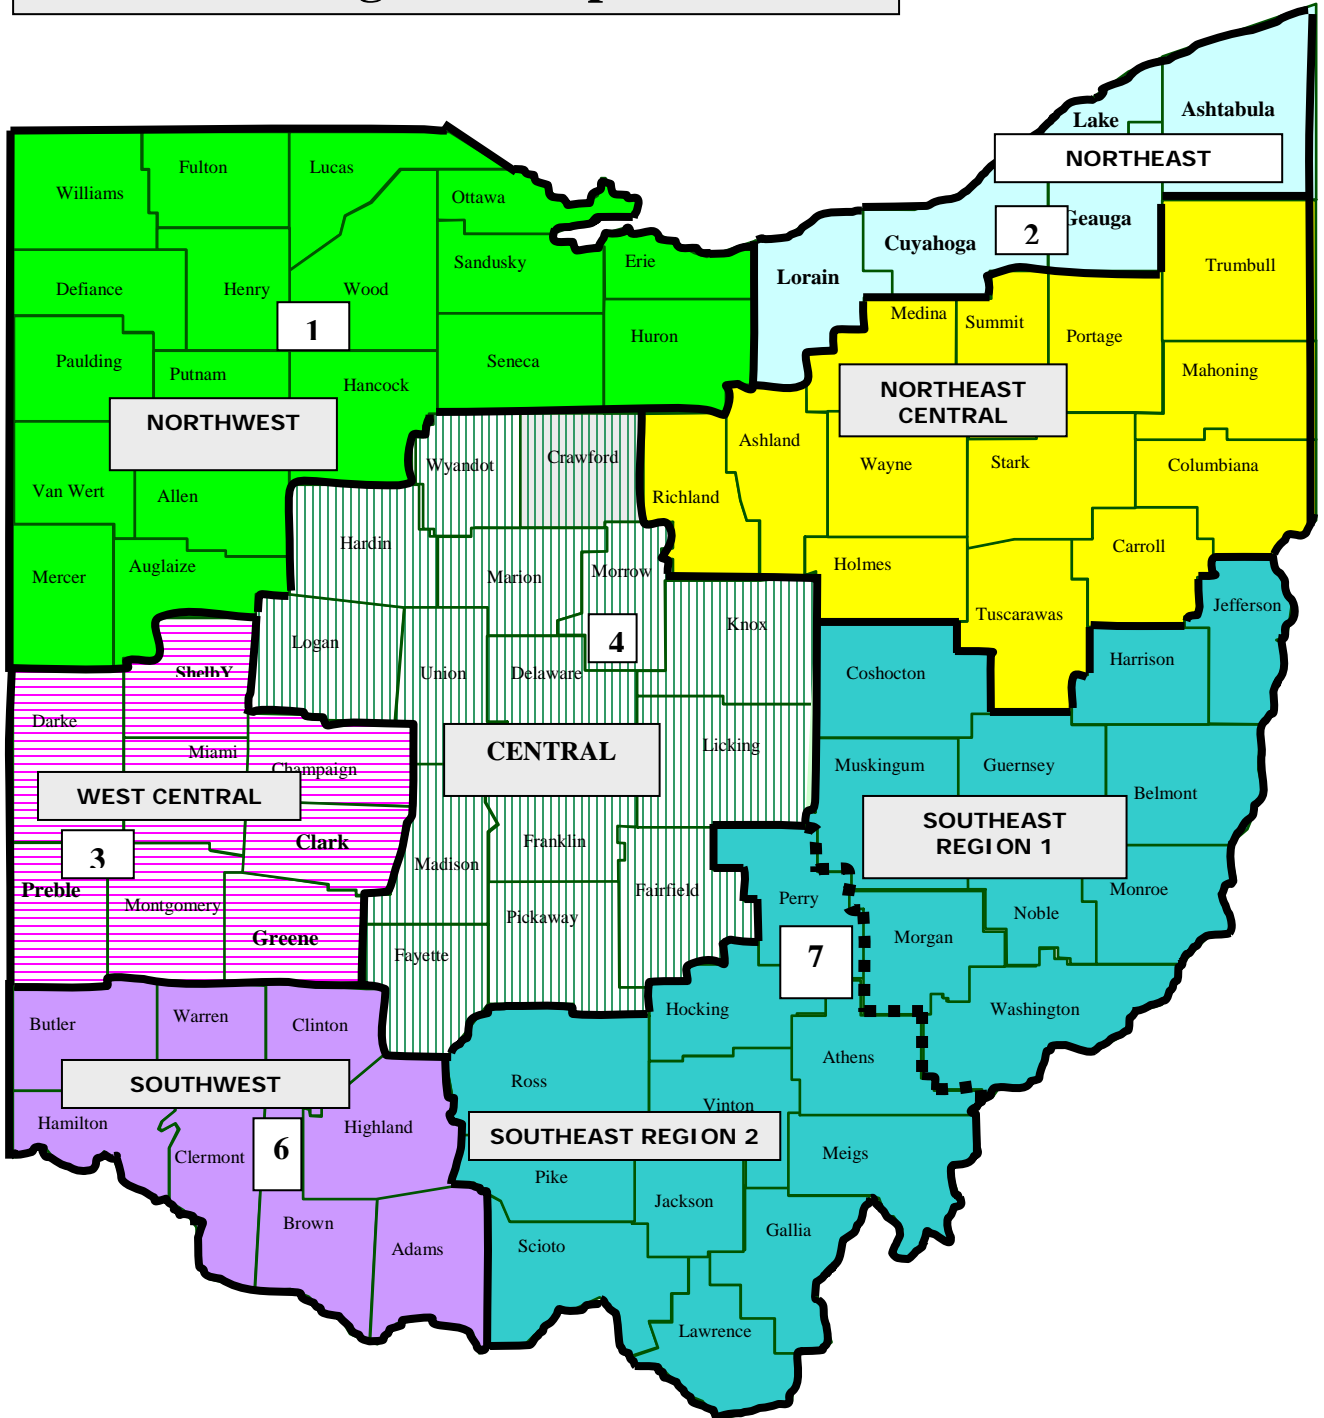 Lake
Ashtabula
NORTHEAST
Fulton
Lucas
Williams
Ottawa
2
Geauga
Cuyahoga
Sandusky
Erie
Trumbull
Lorain
Defiance
Henry
Wood
1
Medina
Summit
Portage
Huron
Paulding
Putnam
Seneca
Hancock
Mahoning
NORTHEAST
CENTRAL
NORTHWEST
Ashland
Wyandot
Crawford
Wayne
Stark
Columbiana
Van Wert
Allen
Richland
Hardin
Marion
Morrow
Holmes
Carroll
Mercer
Auglaize
Tuscarawas
Jefferson
Knox
4
Logan
Union
Delaware
Harrison
ShelbY
Coshocton
Darke
Miami
Champaign
CENTRAL
Licking
Muskingum
Guernsey
Belmont
WEST CENTRAL
SOUTHEAST
REGION 1
Clark
Franklin
3
Madison
Preble
Fairfield
Perry
Monroe
Montgomery
Pickaway
Noble
Greene
Morgan
Fayette
7
Hocking
Washington
Butler
Warren
Clinton
Athens
SOUTHWEST
Ross
Vinton
Hamilton
Highland
SOUTHEAST REGION 2
6
Clermont
Meigs
Pike
Jackson
Brown
Gallia
Adams
Scioto
Lawrence